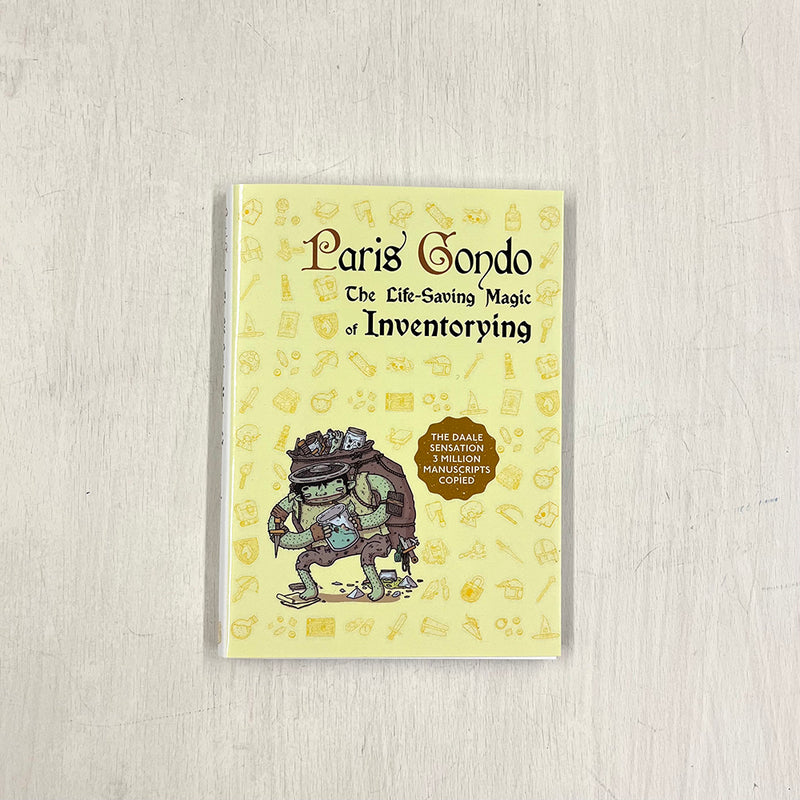 Paris Gondo
The Life-Saving Magic
of Inventorying
THE DAALE
SENSATION
3 MILLION
MANUSCRIPTS
COPIED